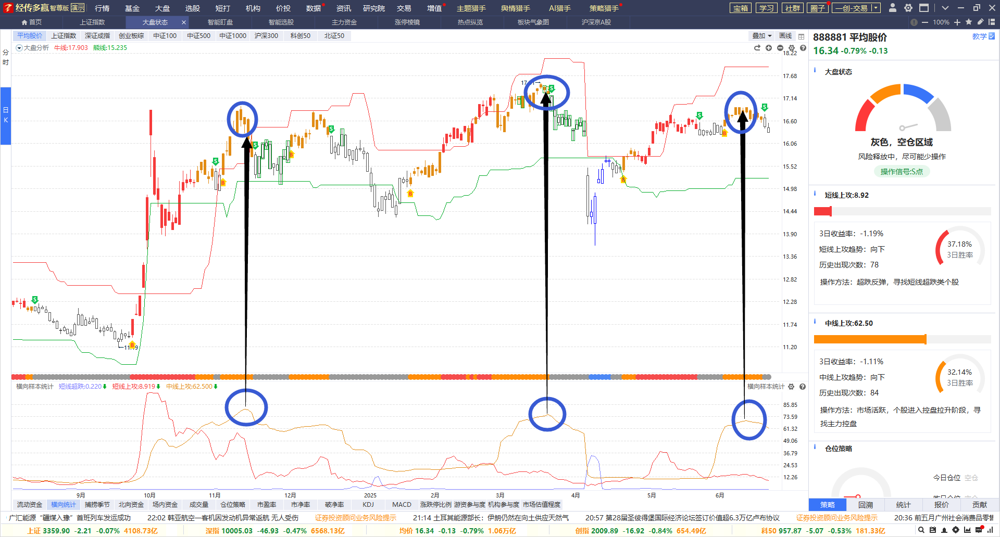 经传多赢 智尊版 演示 行情 基金 大盘 选股 短打 机构 价投 数据 资讯 研究院 交易 增值 主题猎手 舆情猎手 AI猎手 策略猎手 宝箱 学习 社群 圈子 一创-交易
首页 上证指数 大盘状态 智能盯盘 智能选股 主力资金 涨停棱镜 热点纵览 板块气象图 沪深京A股 100%
平均股价 上证指数 深证成指 创业板综 中证100 中证500 中证1000 沪深300 科创50 北证50 叠加 画线
大盘分析 牛线:17.903 熊线:15.235
分时
日K
18.22
17.68
17.14
16.60
16.06
15.52
14.98
14.44
13.90
13.36
12.82
12.28
11.74
11.20
横向样本统计 短线超跌:0.220 短线上攻:8.919 中线上攻:62.500 横向样本统计
85.85
73.59
61.32
49.06
36.79
24.53
12.26
9月 10月 11月 12月 2025 2月 3月 4月 5月 6月
流动资金 横向统计 捕捞季节 北向资金 场内资金 成交量 仓位策略 市盈率 市净率 破净率 KDJ MACD 涨跌停比例 游资参与度 机构参与度 市场估值程度
888881 平均股价 教学
16.34 -0.79% -0.13
大盘状态
灰色，空仓区域
风险释放中，尽可能少操作
操作信号:S点
短线上攻:8.92
3日收益率：-1.19%
短线上攻趋势：向下
历史出现次数：78
37.18%
3日胜率
操作方法：超跌反弹，寻找短线超跌类个股
中线上攻:62.50
3日收益率：-1.11%
中线上攻趋势：向下
历史出现次数：84
32.14%
3日胜率
操作方法：市场活跃，个股进入控盘拉升阶段，寻
找主力控盘
仓位策略
今日仓位 空仓
策略 回溯 统计 报价 贡献
广汇能源“疆煤入豫”首班列车发运成功 22:02 韩亚航空一客机因发动机异常返航 无人受伤 证券投资顾问业务风险提示 21:14 土耳其能源部长：伊朗仍然在向土供应天然气 20:57 第28届圣彼得堡国际经济论坛签订价值超6.3万亿卢布协议 证券投资顾问业务风险提示 20:36 前五月广州社会消费品零售
上证 3359.90 -2.21 -0.07% 4108.73亿 深指 10005.03 -46.93 -0.47% 6568.13亿 均价 16.34 -0.13 -0.79% 1.06万亿 创指 2009.89 -16.92 -0.84% 654.49亿 科50 957.87 -5.07 -0.53% 181.33亿